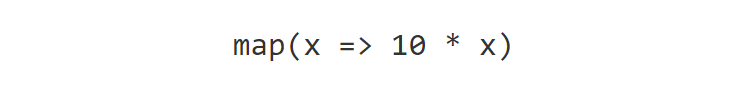 map(x => 10 * x)